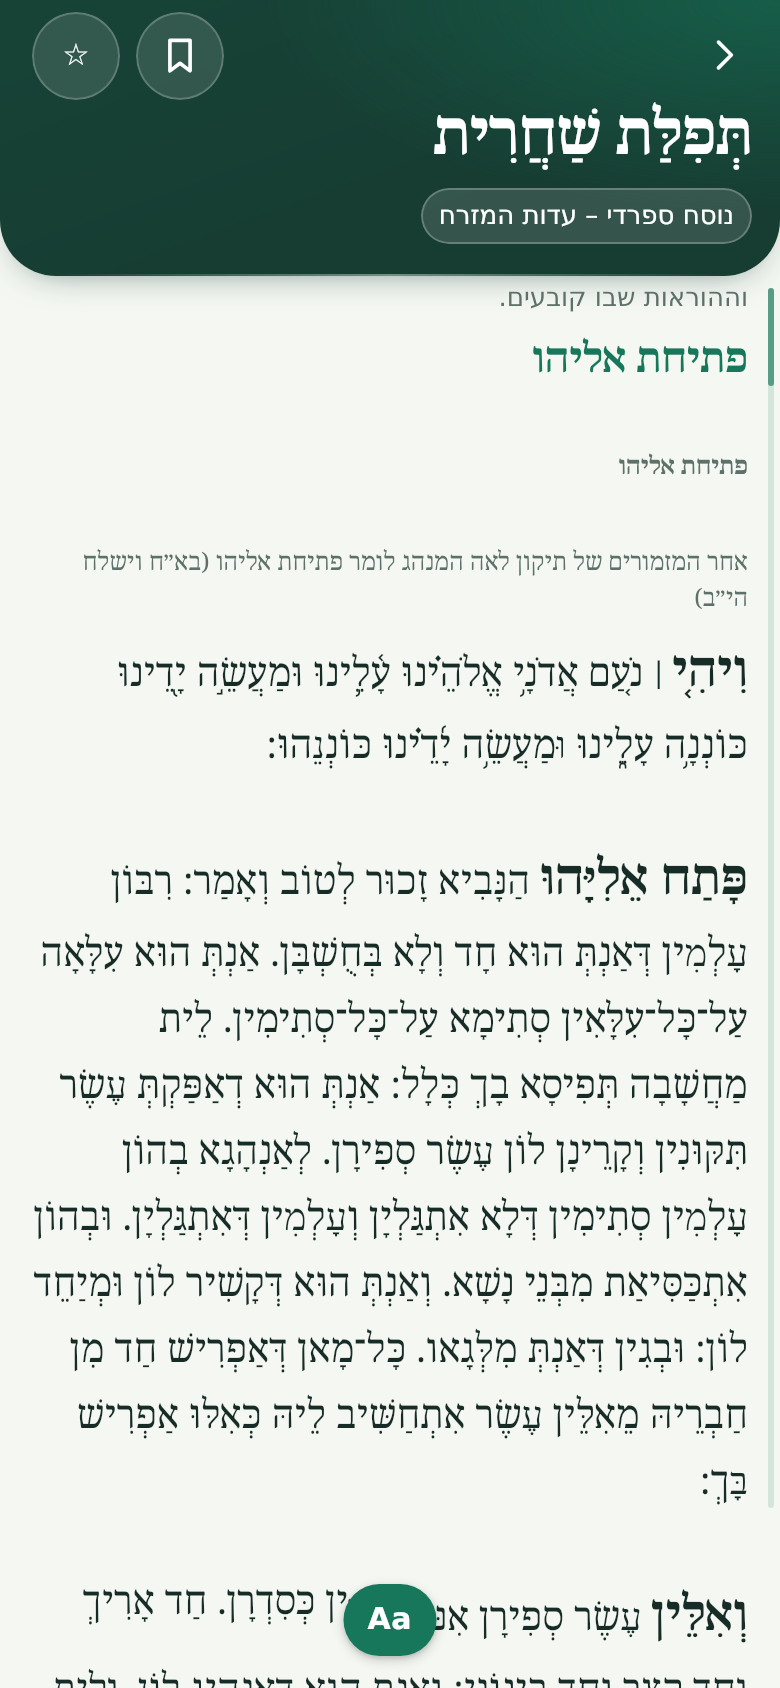 תְּפִלַּת שַׁחֲרִית
נוסח ספרדי – עדות המזרח
וההוראות שבו קובעים.
פתיחת אליהו
פתיחת אליהו
אחר המזמורים של תיקון לאה המנהג לומר פתיחת אליהו (בא״ח וישלח
הי״ב)
וִיהִ֤י ׀ נֹ֤עַם אֲדֹנָ֥י אֱלֹהֵ֗ינוּ עָ֫לֵ֥ינוּ וּמַעֲשֵׂ֣ה יָ֭דֵינוּ
כּוֹנְנָ֥ה עָלֵ֑ינוּ וּֽמַעֲשֵׂ֥ה יָ֝דֵ֗ינוּ כּוֹנְנֵֽהוּ:
פָּתַח אֵלִיָּהוּ הַנָּבִיא זָכוּר לְטוֹב וְאָמַר: רִבּוֹן
עָלְמִין דְּאַנְתְּ הוּא חָד וְלָא בְּחֻשְׁבָּן. אַנְתְּ הוּא עִלָּאָה
עַל־כָּל־עִלָּאִין סְתִימָא עַל־כָּל־סְתִימִין. לֵית
מַחֲשָׁבָה תְּפִיסָא בָךְ כְּלָל: אַנְתְּ הוּא דְאַפַּקְתְּ עֶשֶׂר
תִּקּוּנִין וְקָרֵינָן לוֹן עֶשֶׂר סְפִירָן. לְאַנְהָגָא בְהוֹן
עָלְמִין סְתִימִין דְּלָא אִתְגַּלְיָן וְעָלְמִין דְּאִתְגַּלְיָן. וּבְהוֹן
אִתְכַּסִּיאַת מִבְּנֵי נָשָׁא. וְאַנְתְּ הוּא דְּקָשִׁיר לוֹן וּמְיַחֵד
לוֹן: וּבְגִין דְּאַנְתְּ מִלְּגָאו. כָּל־מָאן דְּאַפְרִישׁ חַד מִן
חַבְרֵיהּ מֵאִלֵּין עֶשֶׂר אִתְחַשִּׁיב לֵיהּ כְּאִלּוּ אַפְרִישׁ
בָּךְ:
וְאִלֵּין עֶשֶׂר סְפִירָן כְּסִדְרָן. חַד אָרִיךְ
Aa